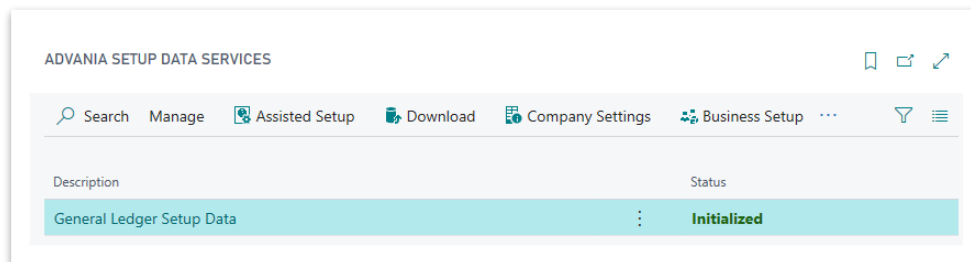 ADVANIA SETUP DATA SERVICES
Search Manage Assisted Setup Download Company Settings Business Setup ...
Description Status
General Ledger Setup Data Initialized